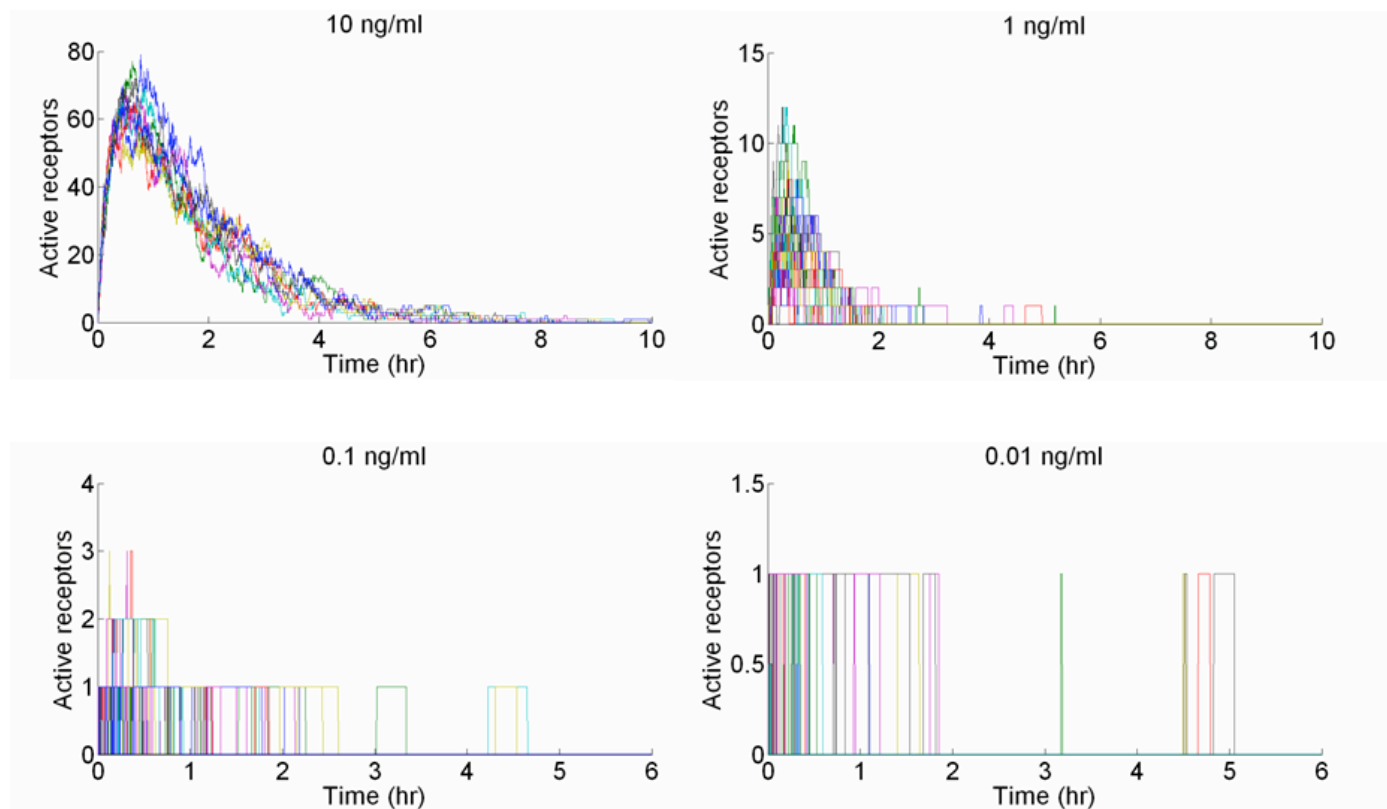 10 ng/ml
80
60
40
20
0
Active receptors
0 2 4 6 8 10
Time (hr)
1 ng/ml
15
10
5
0
Active receptors
0 2 4 6 8 10
Time (hr)
0.1 ng/ml
4
3
2
1
0
Active receptors
0 1 2 3 4 5 6
Time (hr)
0.01 ng/ml
1.5
1
0.5
0
Active receptors
0 1 2 3 4 5 6
Time (hr)